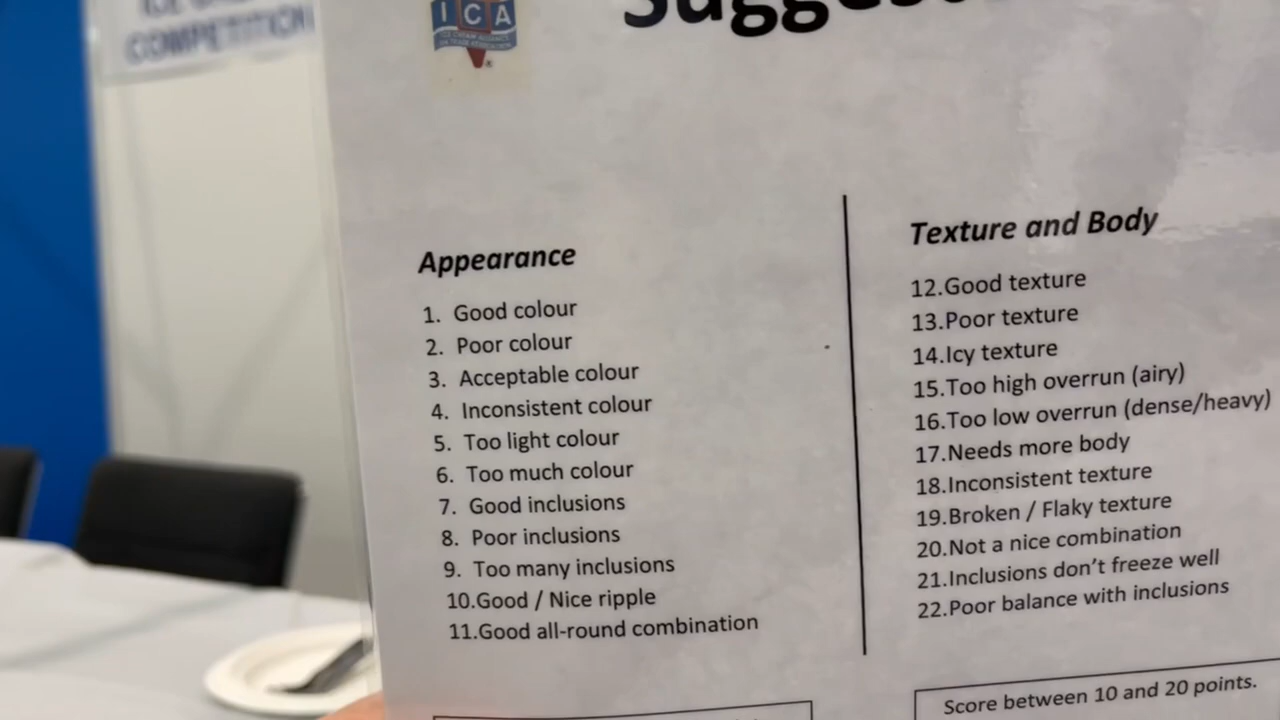 COMPETITION
ICA
ICE CREAM ALLIANCE
Appearance
1. Good colour
2. Poor colour
3. Acceptable colour
4. Inconsistent colour
5. Too light colour
6. Too much colour
7. Good inclusions
8. Poor inclusions
9. Too many inclusions
10.Good / Nice ripple
11.Good all-round combination
Texture and Body
12.Good texture
13.Poor texture
14.Icy texture
15.Too high overrun (airy)
16.Too low overrun (dense/heavy)
17.Needs more body
18.Inconsistent texture
19.Broken / Flaky texture
20.Not a nice combination
21.Inclusions don't freeze well
22.Poor balance with inclusions
Score between 10 and 20 points.